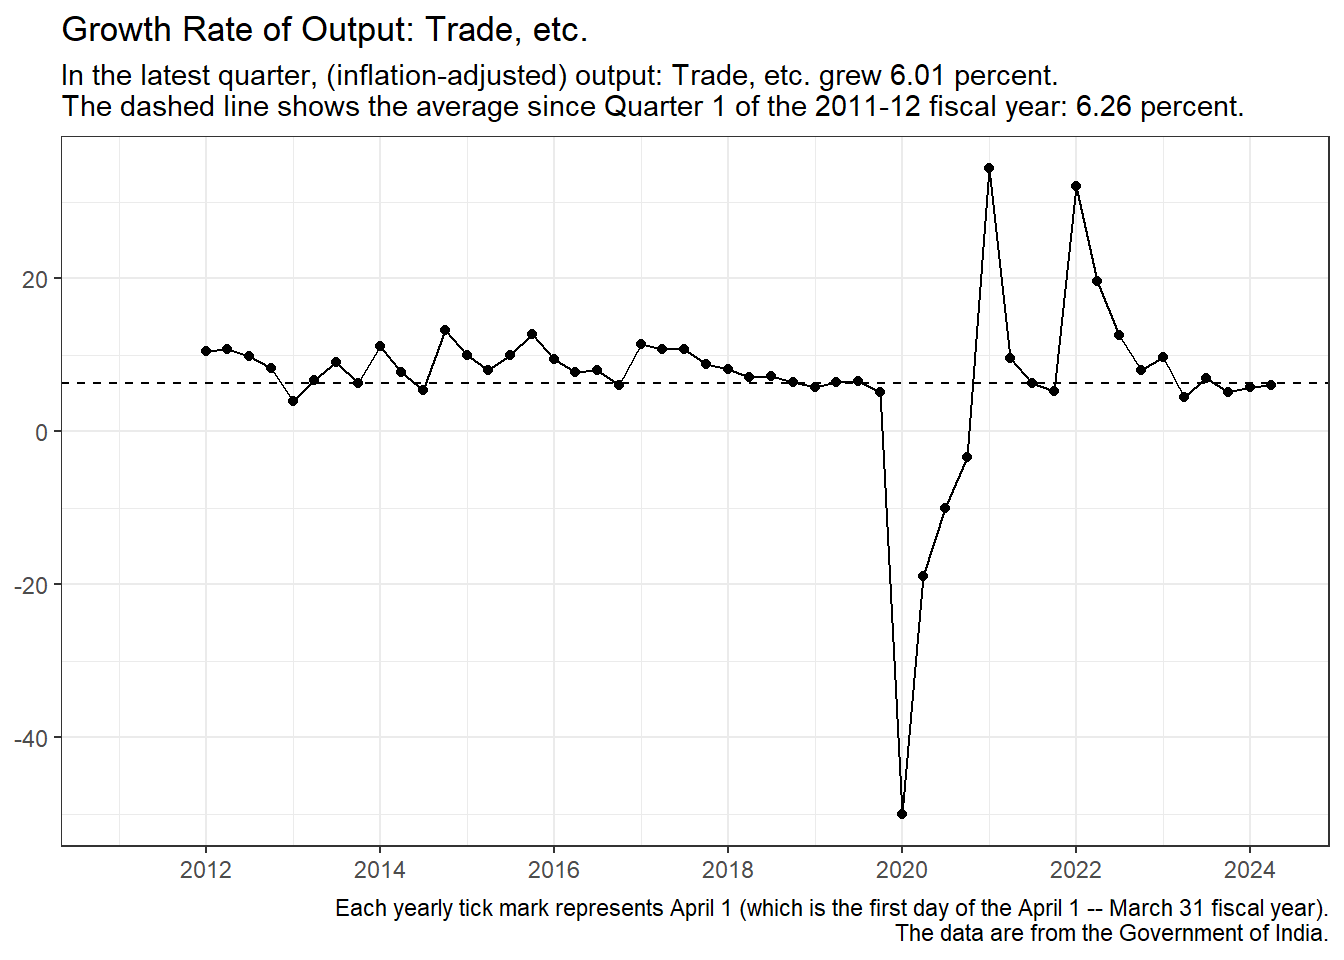 Growth Rate of Output: Trade, etc.
In the latest quarter, (inflation-adjusted) output: Trade, etc. grew 6.01 percent.
The dashed line shows the average since Quarter 1 of the 2011-12 fiscal year: 6.26 percent.
20
0
-20
-40
2012 2014 2016 2018 2020 2022 2024
Each yearly tick mark represents April 1 (which is the first day of the April 1 -- March 31 fiscal year).
The data are from the Government of India.